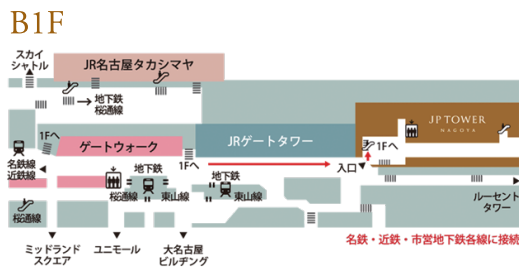 B1F
スカイ
シャトル
JR名古屋タカシマヤ
地下鉄
桜通線
1Fへ
ゲートウォーク
JRゲートタワー
JP TOWER
NAGOYA
1Fへ
1Fへ
入口
名鉄線
近鉄線
地下鉄
地下鉄
桜通線
東山線
東山線
桜通線
ルーセント
タワー
名鉄・近鉄・市営地下鉄各線に接続
ミッドランド
スクエア
ユニモール
大名古屋
ビルヂング